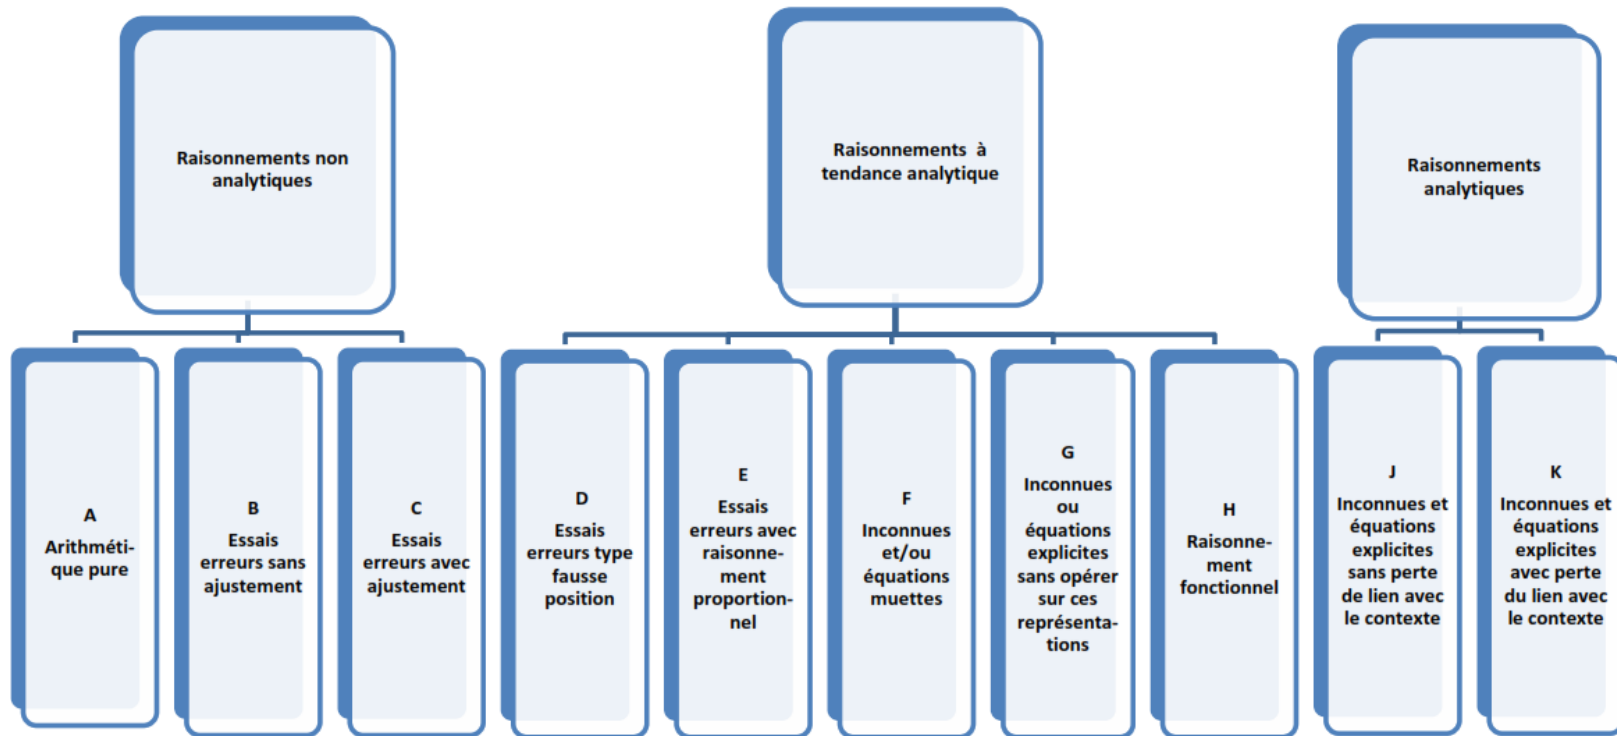 Raisonnements non
analytiques
Raisonnements à
tendance analytique
Raisonnements
analytiques
A
Arithméti-
que pure
B
Essais
erreurs sans
ajustement
C
Essais
erreurs avec
ajustement
D
Essais
erreurs type
fausse
position
E
Essais
erreurs avec
raisonne-
ment
proportion-
nel
F
Inconnues
et/ou
équations
muettes
G
Inconnues
ou
équations
explicites
sans opérer
sur ces
représenta-
tions
H
Raisonne-
ment
fonctionnel
J
Inconnues et
équations
explicites
sans perte
de lien avec
le contexte
K
Inconnues et
équations
explicites
avec perte
du lien avec
le contexte